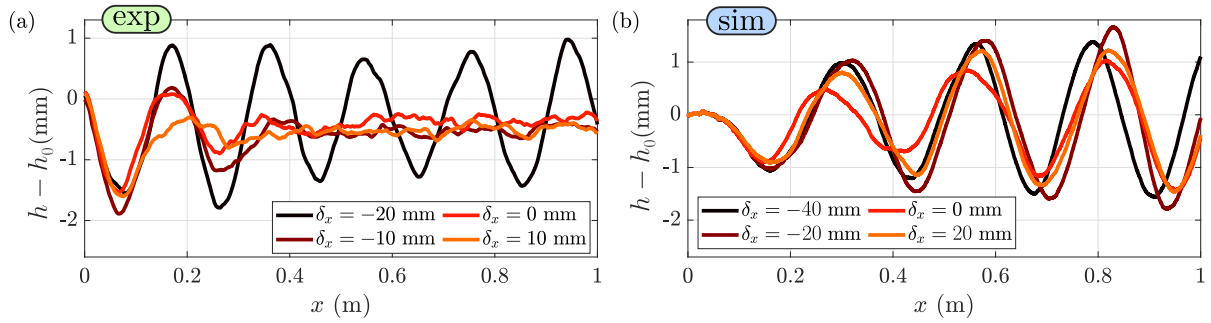 (a) exp
h − h₀(mm)
1
0
-1
-2
δₓ = −20 mm δₓ = 0 mm
δₓ = −10 mm δₓ = 10 mm
0 0.2 0.4 0.6 0.8 1
x (m)
(b) sim
h − h₀(mm)
1
0
-1
-2
δₓ = −40 mm δₓ = 0 mm
δₓ = −20 mm δₓ = 20 mm
0 0.2 0.4 0.6 0.8 1
x (m)